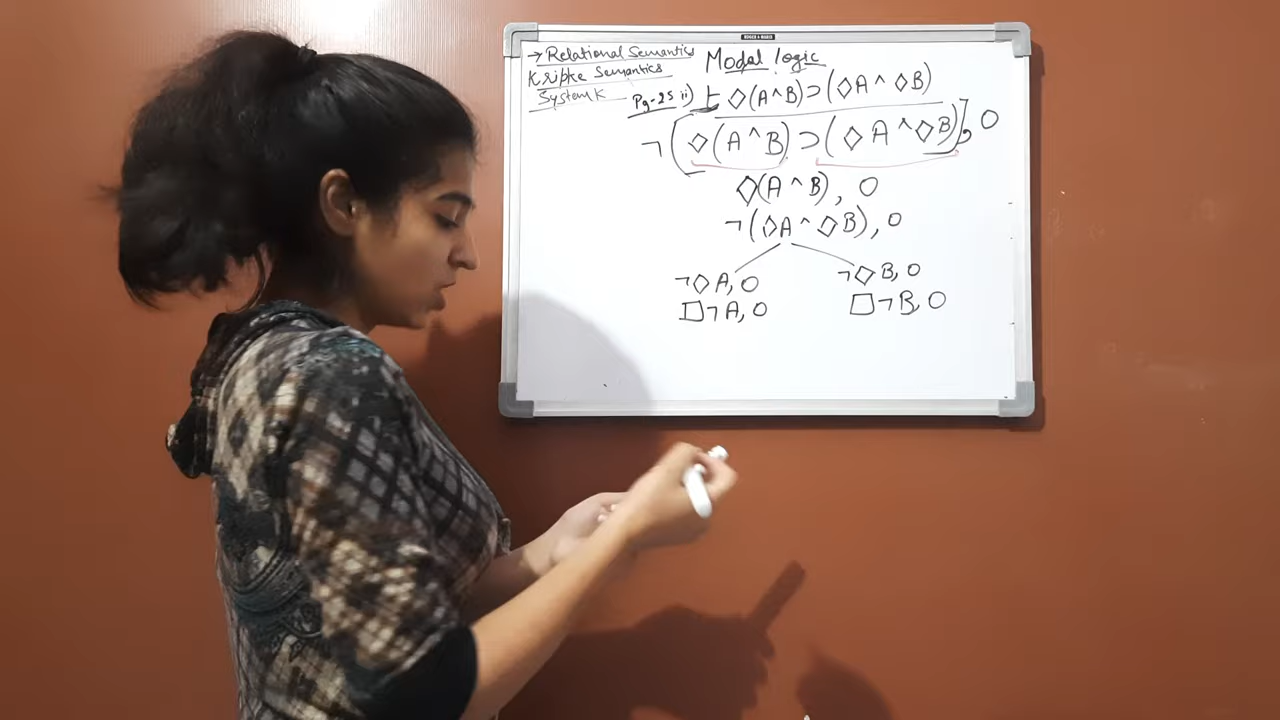 → Relational Semantics
Kripke Semantics
System K
Modal logic
Pg-25 ii) ⊢ ◇(A ^ B) ⊃ (◇A ^ ◇B)
¬[◇(A ^ B) ⊃ (◇A ^ ◇B)], 0
◇(A ^ B), 0
¬(◇A ^ ◇B), 0
¬◇A, 0 ¬◇B, 0
□¬A, 0 □¬B, 0